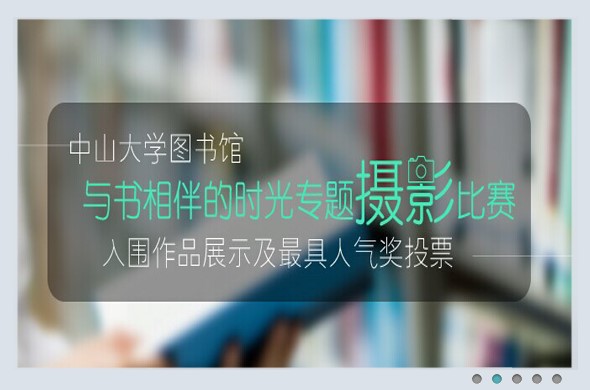 中山大学图书馆
与书相伴的时光专题摄影比赛
入围作品展示及最具人气奖投票